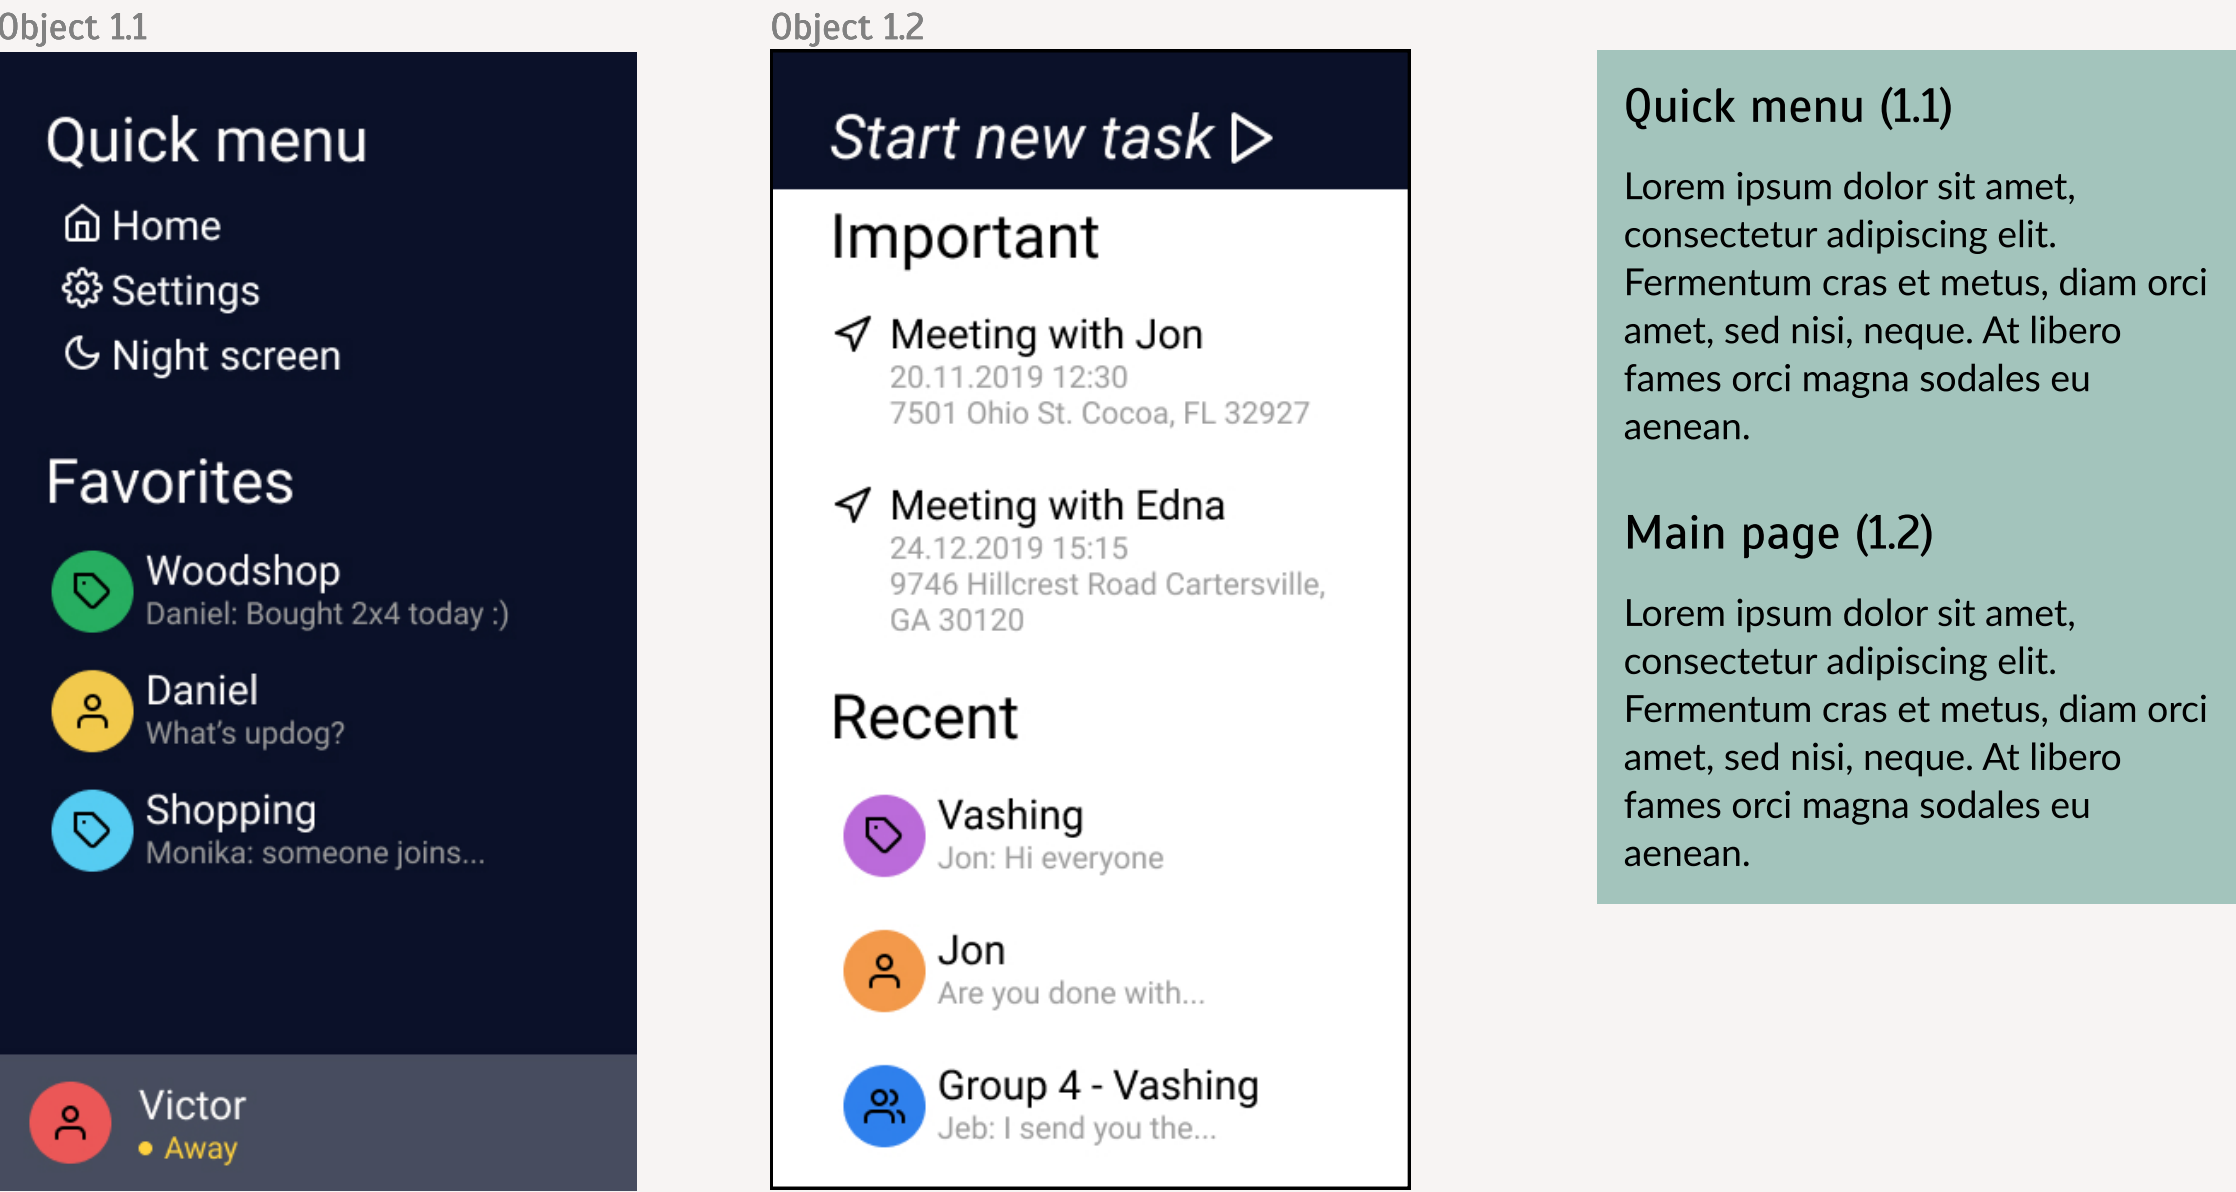 Object 1.1
Quick menu
Home
Settings
Night screen
Favorites
Woodshop
Daniel: Bought 2x4 today :)
Daniel
What's updog?
Shopping
Monika: someone joins...
Victor
Away
Object 1.2
Start new task
Important
Meeting with Jon
20.11.2019 12:30
7501 Ohio St. Cocoa, FL 32927
Meeting with Edna
24.12.2019 15:15
9746 Hillcrest Road Cartersville,
GA 30120
Recent
Vashing
Jon: Hi everyone
Jon
Are you done with...
Group 4 - Vashing
Jeb: I send you the...
Quick menu (1.1)
Lorem ipsum dolor sit amet,
consectetur adipiscing elit.
Fermentum cras et metus, diam orci
amet, sed nisi, neque. At libero
fames orci magna sodales eu
aenean.
Main page (1.2)
Lorem ipsum dolor sit amet,
consectetur adipiscing elit.
Fermentum cras et metus, diam orci
amet, sed nisi, neque. At libero
fames orci magna sodales eu
aenean.